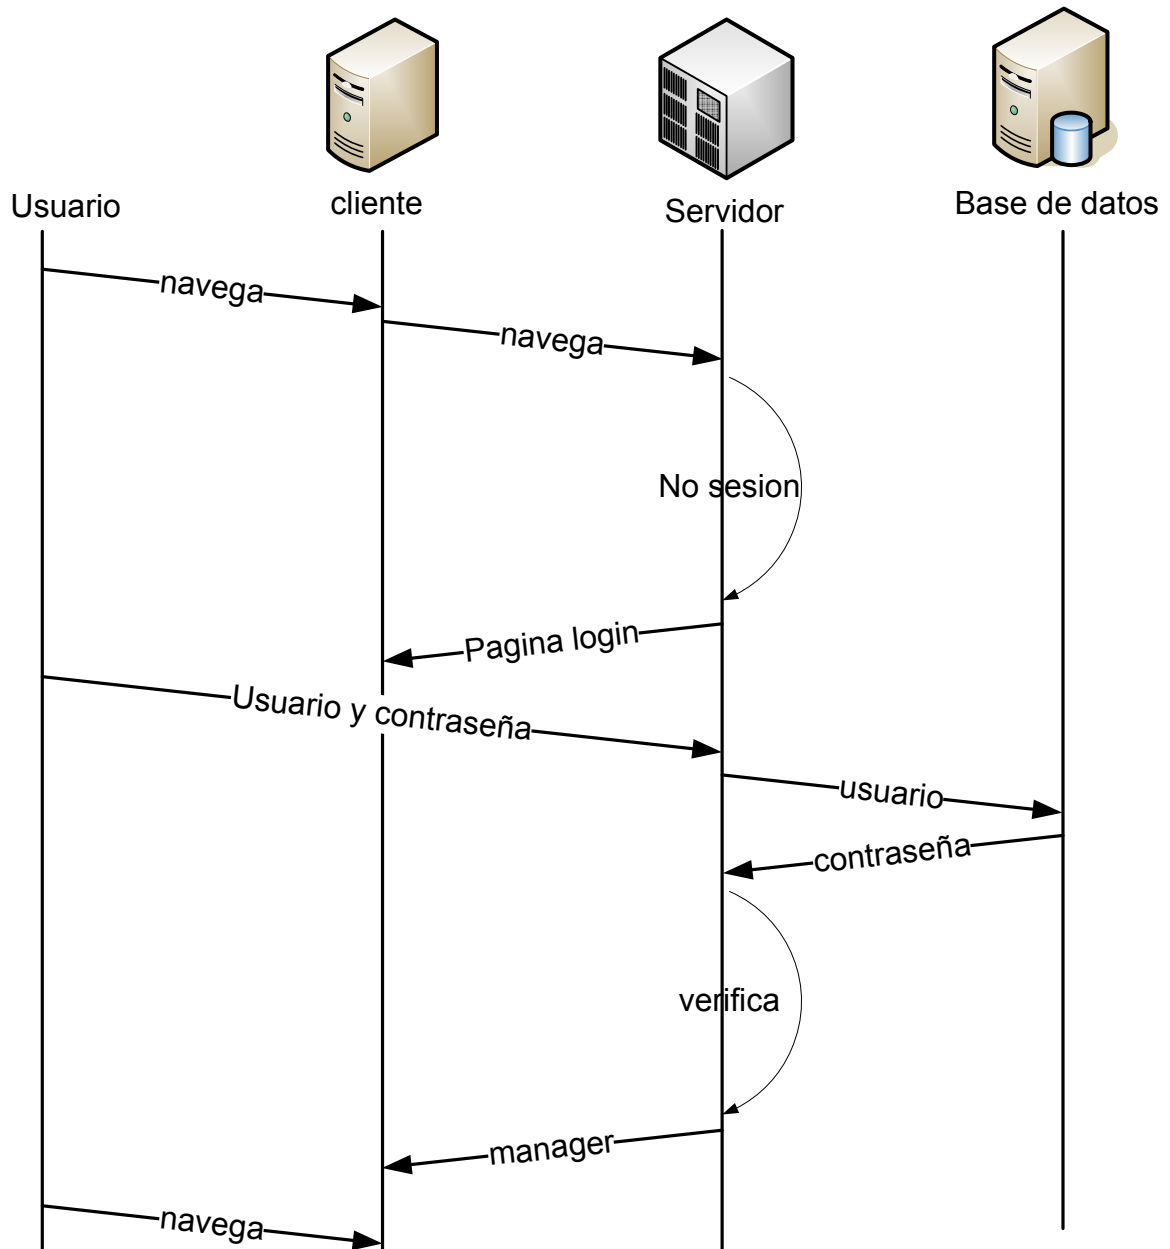 Usuario
cliente
Servidor
Base de datos
navega
navega
No sesion
Pagina login
Usuario y contraseña
usuario
contraseña
verifica
manager
navega